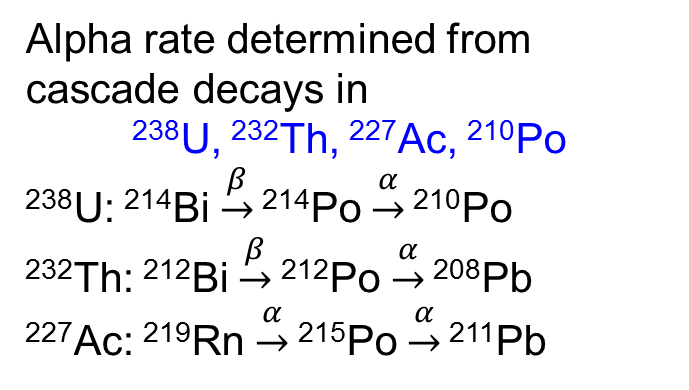 Alpha rate determined from
cascade decays in
²³⁸U, ²³²Th, ²²⁷Ac, ²¹⁰Po
²³⁸U: ²¹⁴Bi →^β ²¹⁴Po →^α ²¹⁰Po
²³²Th: ²¹²Bi →^β ²¹²Po →^α ²⁰⁸Pb
²²⁷Ac: ²¹⁹Rn →^α ²¹⁵Po →^α ²¹¹Pb